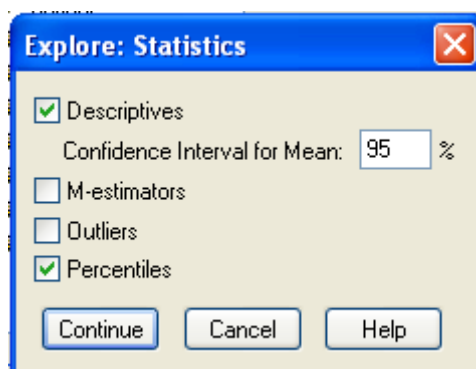 Explore: Statistics
Descriptives
Confidence Interval for Mean: 95 %
M-estimators
Outliers
Percentiles
Continue Cancel Help